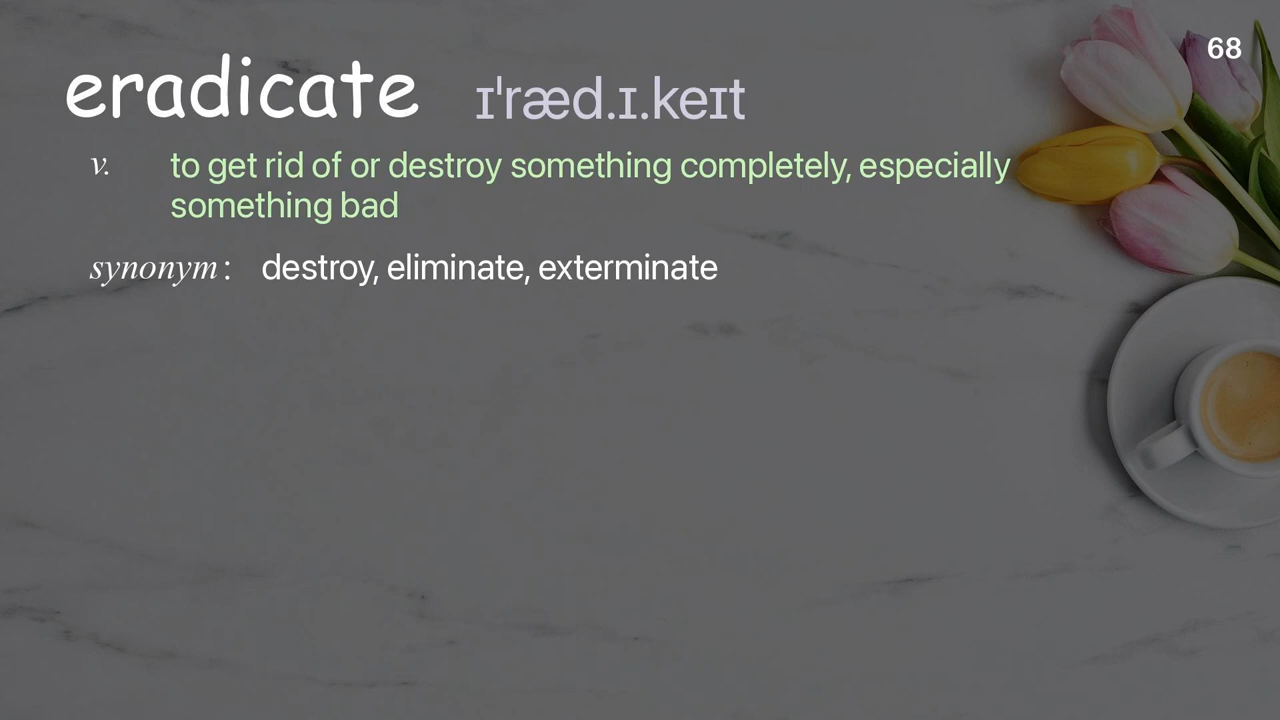 68
eradicate ɪˈræd.ɪ.keɪt
v. to get rid of or destroy something completely, especially
something bad
synonym: destroy, eliminate, exterminate